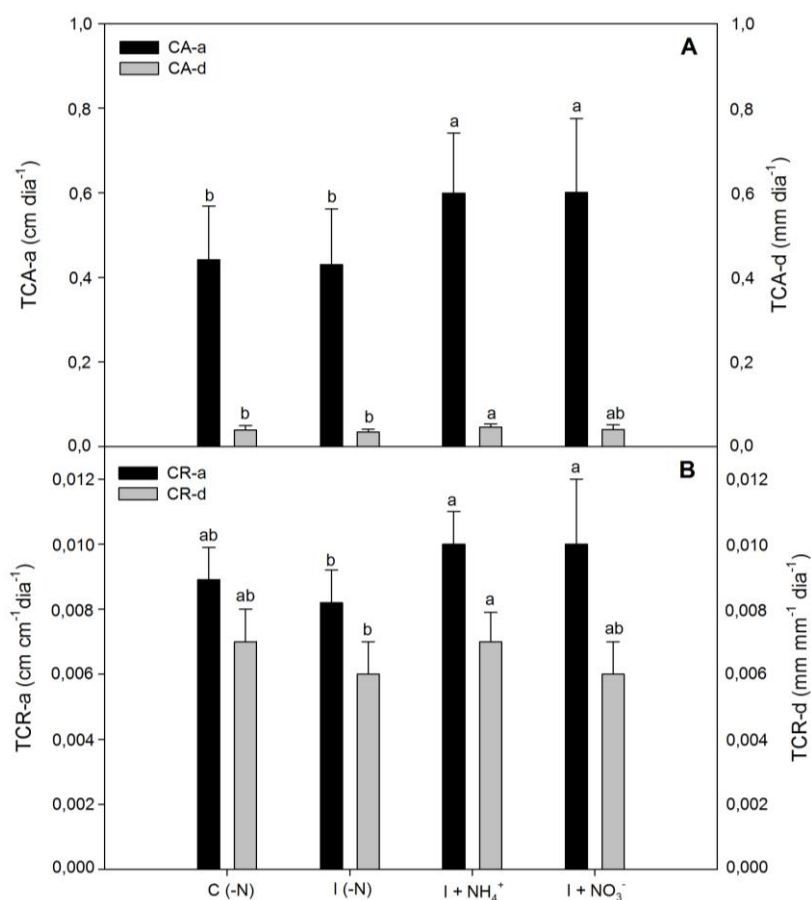 1,0
0,8
0,6
0,4
0,2
0,0
TCA-a (cm dia⁻¹)
CA-a
CA-d
A
b
b
b
b
a
a
a
ab
1,0
0,8
0,6
0,4
0,2
0,0
TCA-d (mm dia⁻¹)
0,012
0,010
0,008
0,006
0,004
0,002
0,000
TCR-a (cm cm⁻¹dia⁻¹)
CR-a
CR-d
B
ab
ab
b
b
a
a
a
ab
0,012
0,010
0,008
0,006
0,004
0,002
0,000
TCR-d (mm mm⁻¹ dia⁻¹)
C (-N)
I (-N)
I + NH₄⁺
I + NO₃⁻